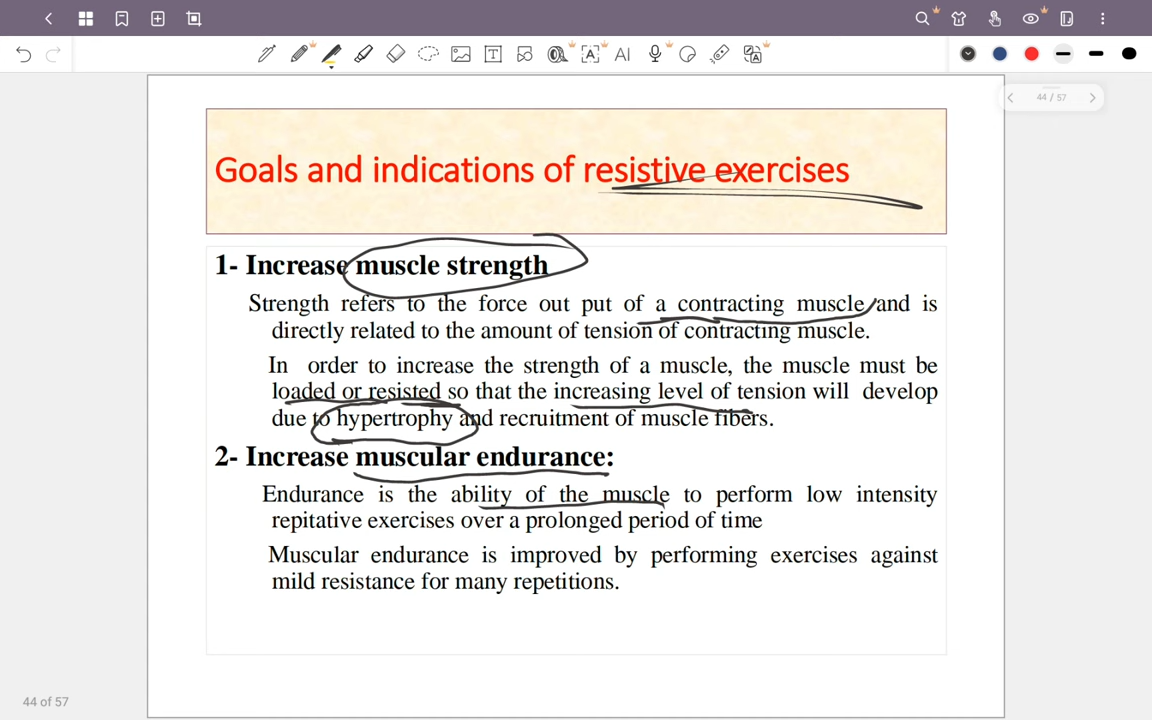 44 / 57
Goals and indications of resistive exercises
1- Increase muscle strength
Strength refers to the force out put of a contracting muscle and is
directly related to the amount of tension of contracting muscle.
In order to increase the strength of a muscle, the muscle must be
loaded or resisted so that the increasing level of tension will develop
due to hypertrophy and recruitment of muscle fibers.
2- Increase muscular endurance:
Endurance is the ability of the muscle to perform low intensity
repitative exercises over a prolonged period of time
Muscular endurance is improved by performing exercises against
mild resistance for many repetitions.
44 of 57